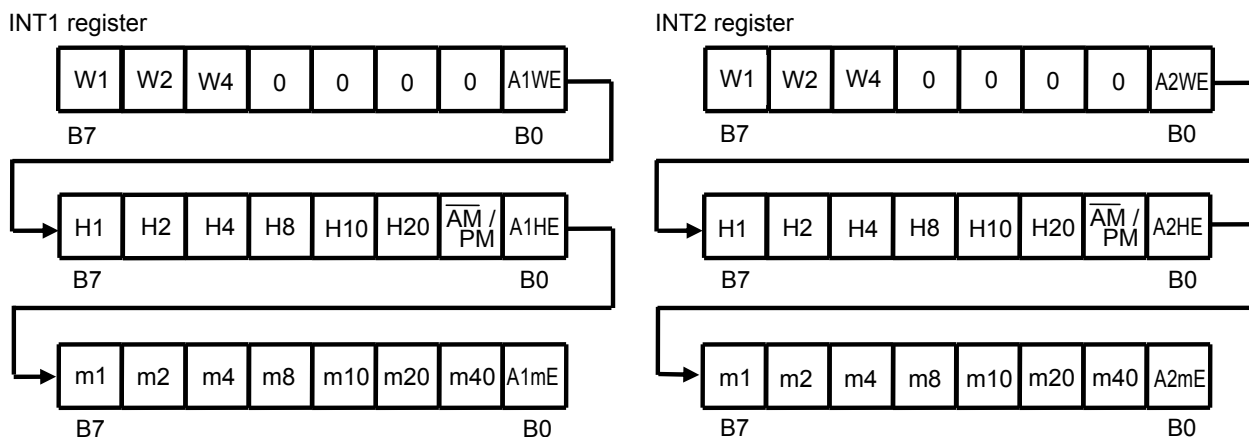 INT1 register
W1 W2 W4 0 0 0 0 A1WE
B7 B0
H1 H2 H4 H8 H10 H20 A̅M̅ / PM A1HE
B7 B0
m1 m2 m4 m8 m10 m20 m40 A1mE
B7 B0
INT2 register
W1 W2 W4 0 0 0 0 A2WE
B7 B0
H1 H2 H4 H8 H10 H20 A̅M̅ / PM A2HE
B7 B0
m1 m2 m4 m8 m10 m20 m40 A2mE
B7 B0